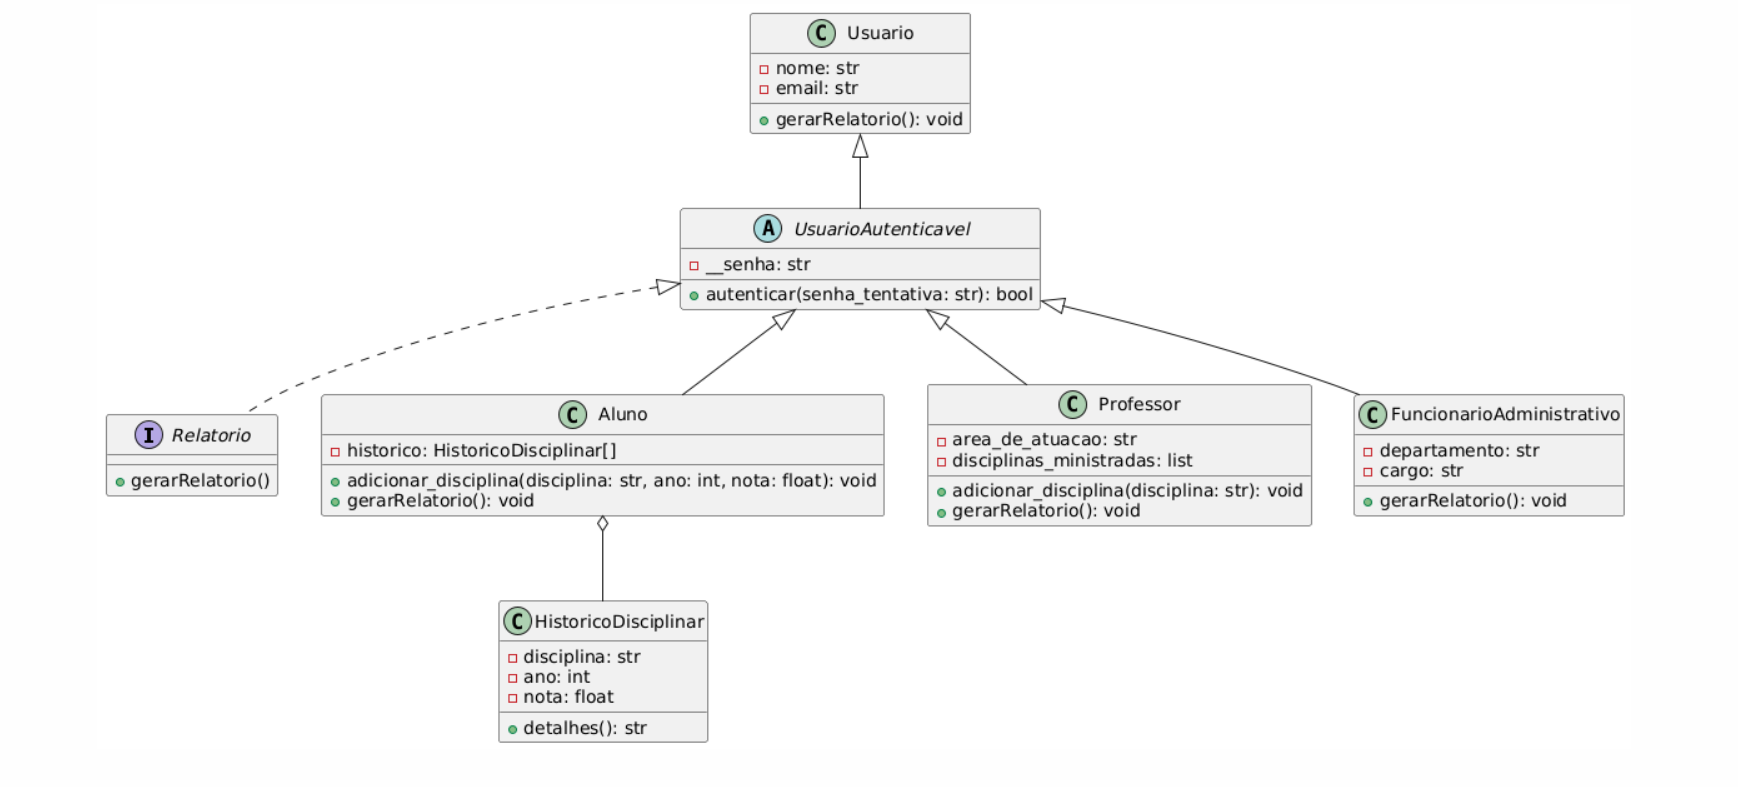 C Usuario
nome: str
email: str
gerarRelatorio(): void
A UsuarioAutenticavel
__senha: str
autenticar(senha_tentativa: str): bool
I Relatorio
gerarRelatorio()
C Aluno
historico: HistoricoDisciplinar[]
adicionar_disciplina(disciplina: str, ano: int, nota: float): void
gerarRelatorio(): void
C Professor
area_de_atuacao: str
disciplinas_ministradas: list
adicionar_disciplina(disciplina: str): void
gerarRelatorio(): void
C FuncionarioAdministrativo
departamento: str
cargo: str
gerarRelatorio(): void
C HistoricoDisciplinar
disciplina: str
ano: int
nota: float
detalhes(): str